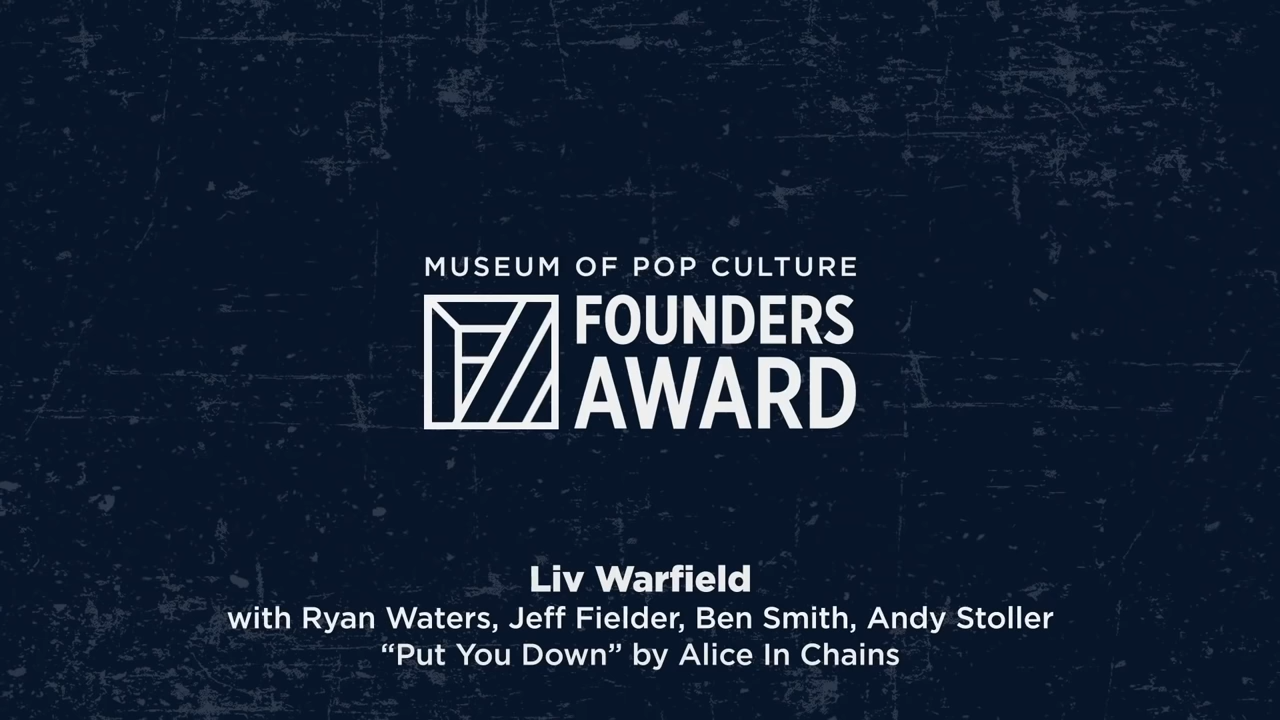 MUSEUM OF POP CULTURE
FOUNDERS
AWARD
Liv Warfield
with Ryan Waters, Jeff Fielder, Ben Smith, Andy Stoller
“Put You Down” by Alice In Chains